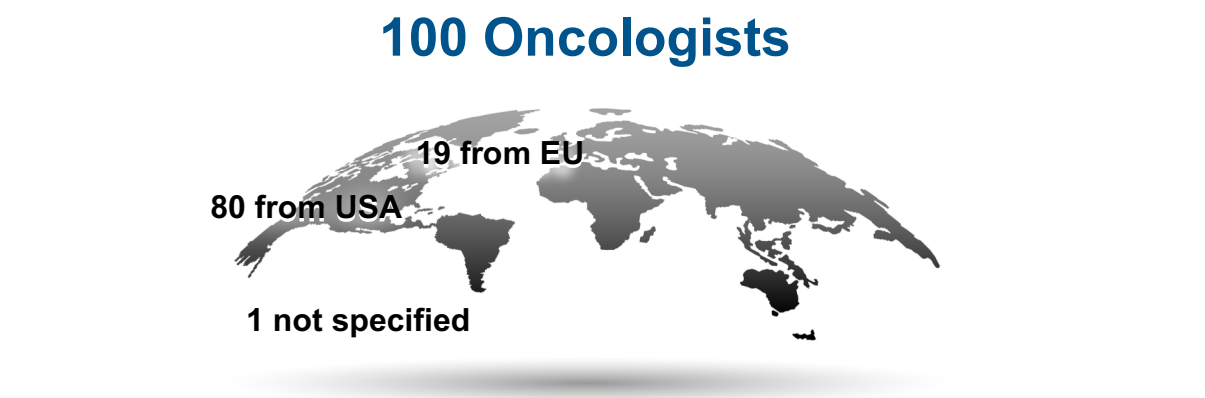 100 Oncologists
19 from EU
80 from USA
1 not specified